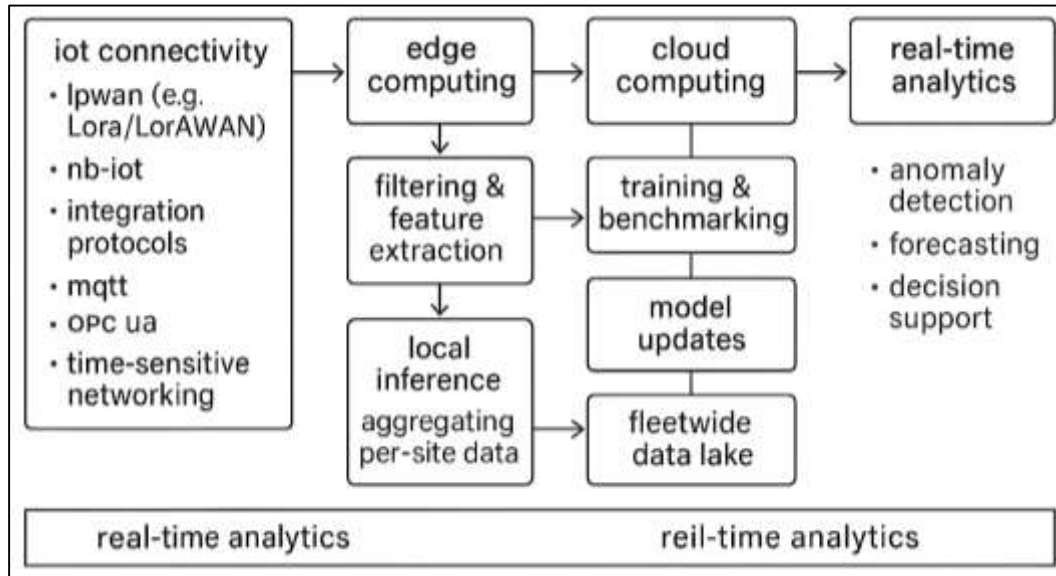 iot connectivity
• lpwan (e.g.
Lora/LorAWAN)
• nb-iot
• integration
protocols
• mqtt
• OPC ua
• time-sensitive
networking
edge
computing
filtering &
feature
extraction
local
inference
aggregating
per-site data
cloud
computing
training &
benchmarking
model
updates
fleetwide
data lake
real-time
analytics
• anomaly
detection
• forecasting
• decision
support
real-time analytics
reil-time analytics